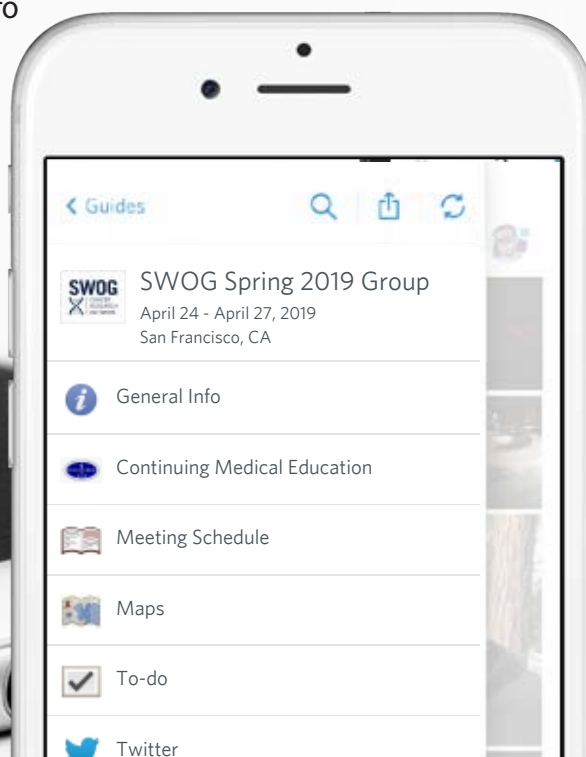 ro
Guides
SWOG
SWOG Spring 2019 Group
April 24 - April 27, 2019
San Francisco, CA
General Info
Continuing Medical Education
Meeting Schedule
Maps
To-do
Twitter